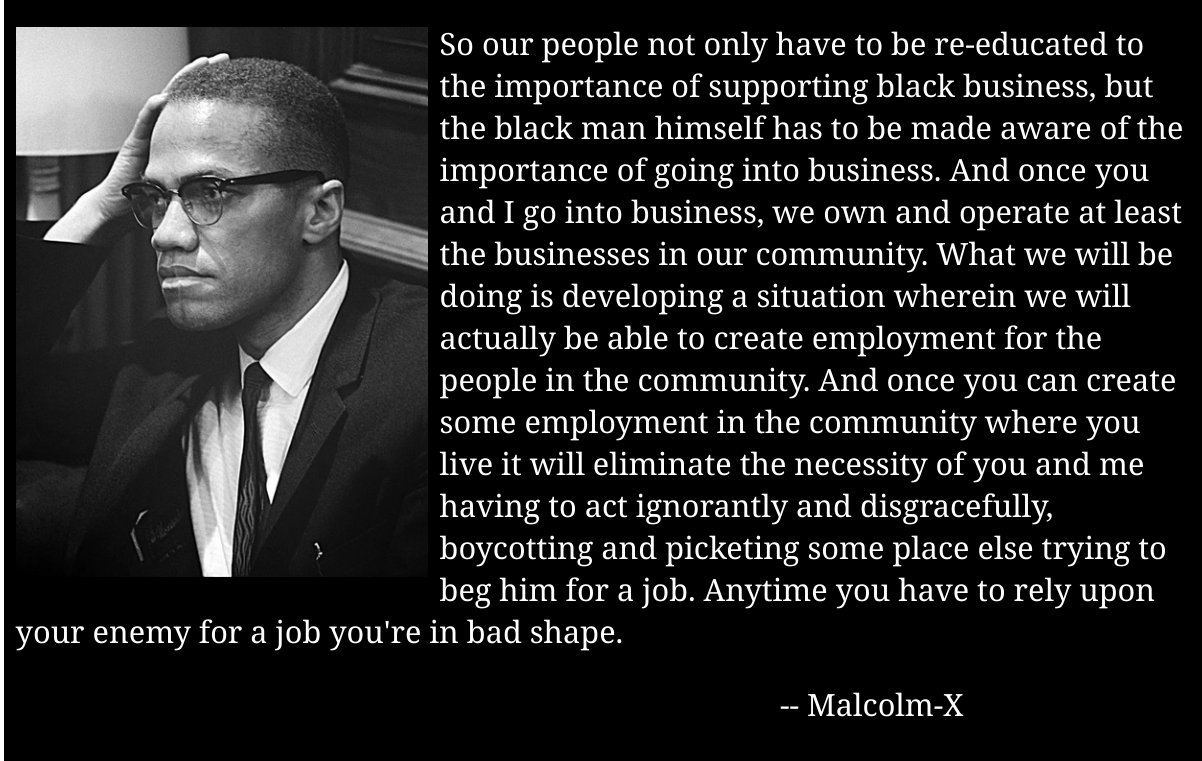 So our people not only have to be re-educated to
the importance of supporting black business, but
the black man himself has to be made aware of the
importance of going into business. And once you
and I go into business, we own and operate at least
the businesses in our community. What we will be
doing is developing a situation wherein we will
actually be able to create employment for the
people in the community. And once you can create
some employment in the community where you
live it will eliminate the necessity of you and me
having to act ignorantly and disgracefully,
boycotting and picketing some place else trying to
beg him for a job. Anytime you have to rely upon
your enemy for a job you're in bad shape.
-- Malcolm-X